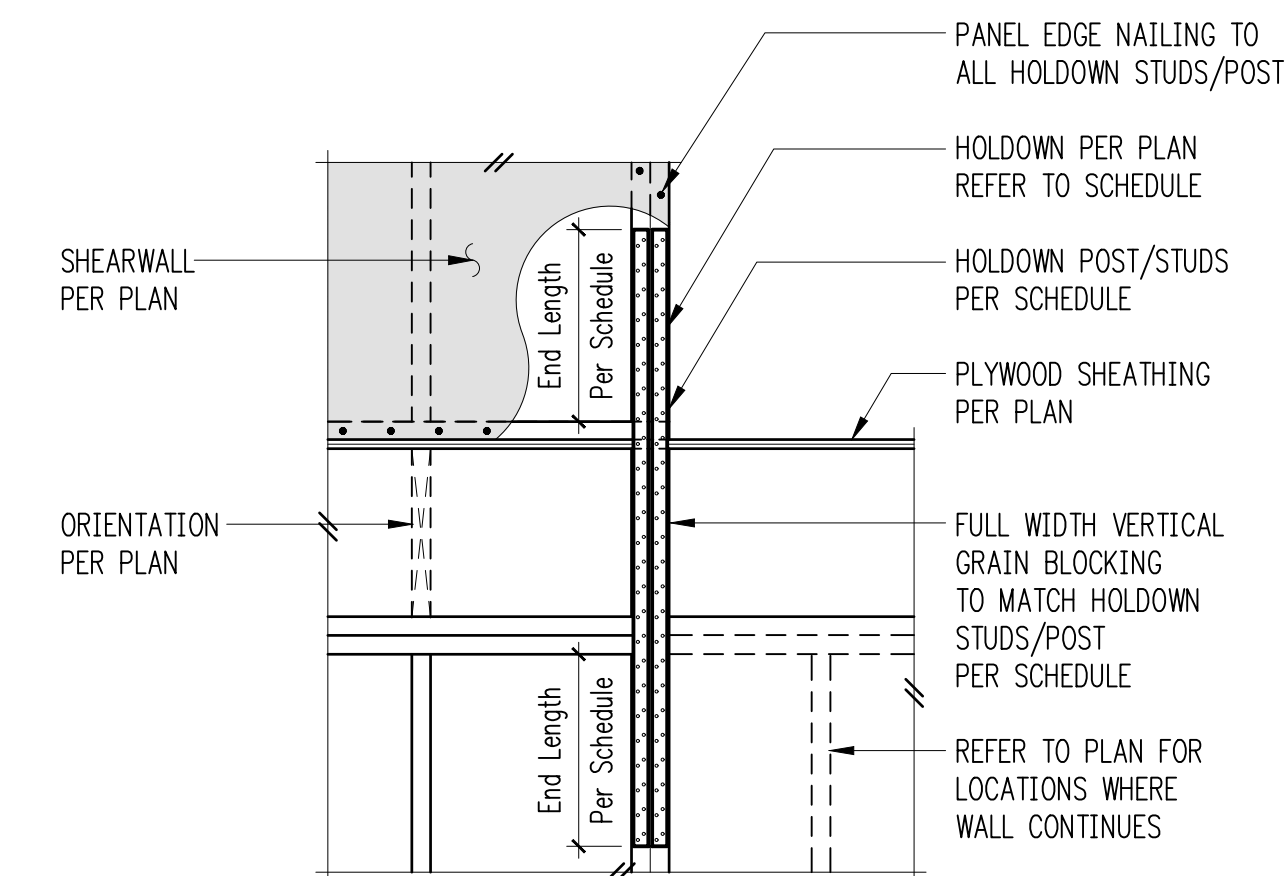 PANEL EDGE NAILING TO
ALL HOLDOWN STUDS/POST
HOLDOWN PER PLAN
REFER TO SCHEDULE
SHEARWALL
PER PLAN
HOLDOWN POST/STUDS
PER SCHEDULE
End Length
Per Schedule
PLYWOOD SHEATHING
PER PLAN
ORIENTATION
PER PLAN
FULL WIDTH VERTICAL
GRAIN BLOCKING
TO MATCH HOLDOWN
STUDS/POST
PER SCHEDULE
End Length
Per Schedule
REFER TO PLAN FOR
LOCATIONS WHERE
WALL CONTINUES